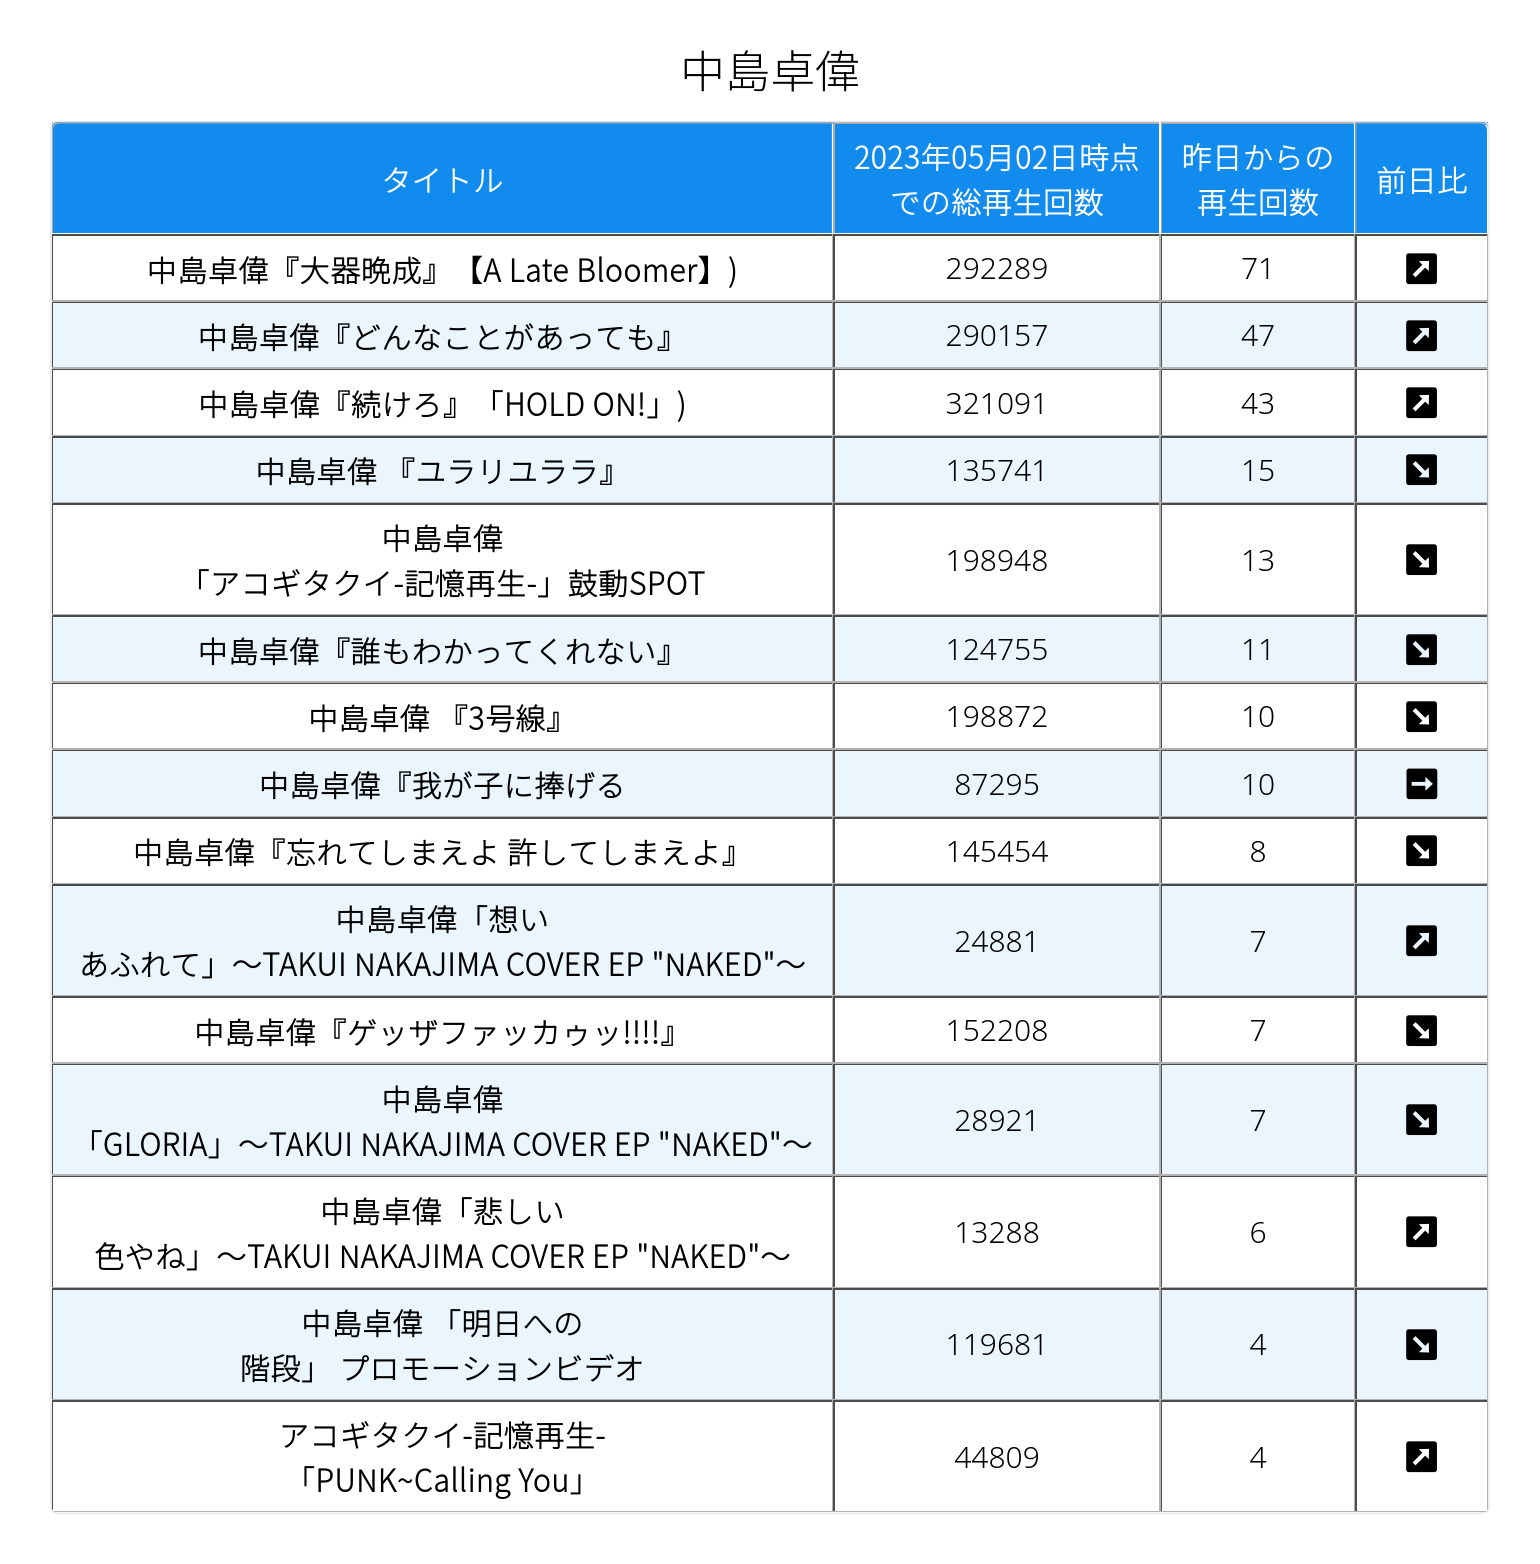 中島卓偉
タイトル
2023年05月02日時点
での総再生回数
昨日からの
再生回数
前日比
中島卓偉『大器晩成』【A Late Bloomer】)
292289
71
中島卓偉『どんなことがあっても』
290157
47
中島卓偉『続けろ』「HOLD ON!」)
321091
43
中島卓偉 『ユラリユララ』
135741
15
中島卓偉
「アコギタクイ-記憶再生-」鼓動SPOT
198948
13
中島卓偉『誰もわかってくれない』
124755
11
中島卓偉 『3号線』
198872
10
中島卓偉『我が子に捧げる
87295
10
中島卓偉『忘れてしまえよ 許してしまえよ』
145454
8
中島卓偉「想い
あふれて」〜TAKUI NAKAJIMA COVER EP "NAKED"〜
24881
7
中島卓偉『ゲッザファッカゥッ!!!!』
152208
7
中島卓偉
「GLORIA」〜TAKUI NAKAJIMA COVER EP "NAKED"〜
28921
7
中島卓偉「悲しい
色やね」〜TAKUI NAKAJIMA COVER EP "NAKED"〜
13288
6
中島卓偉 「明日への
階段」 プロモーションビデオ
119681
4
アコギタクイ-記憶再生-
「PUNK~Calling You」
44809
4